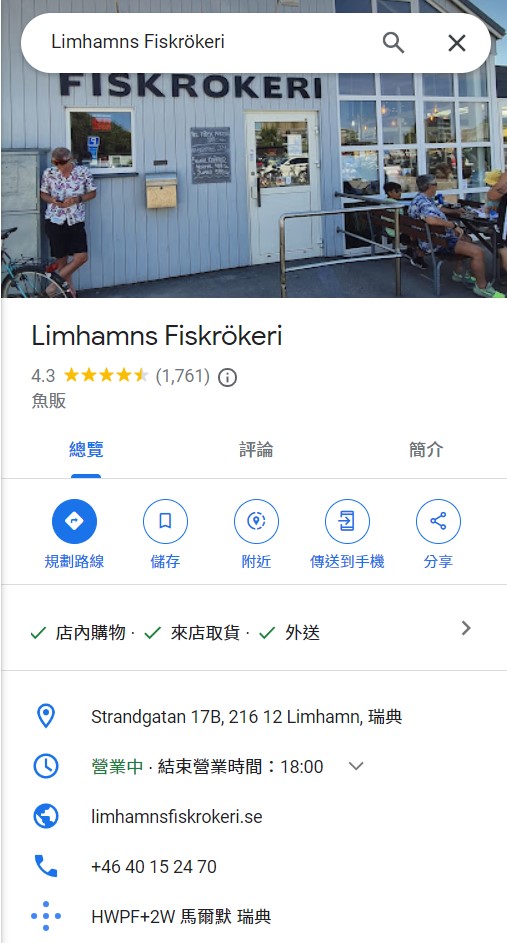 Limhamns Fiskrökeri
FISKRÖKERI
Limhamns Fiskrökeri
4.3 (1,761)
魚販
總覽 評論 簡介
規劃路線 儲存 附近 傳送到手機 分享
店內購物 · 來店取貨 · 外送
Strandgatan 17B, 216 12 Limhamn, 瑞典
營業中 · 結束營業時間：18:00
limhamnsfiskrokeri.se
+46 40 15 24 70
HWPF+2W 馬爾默 瑞典